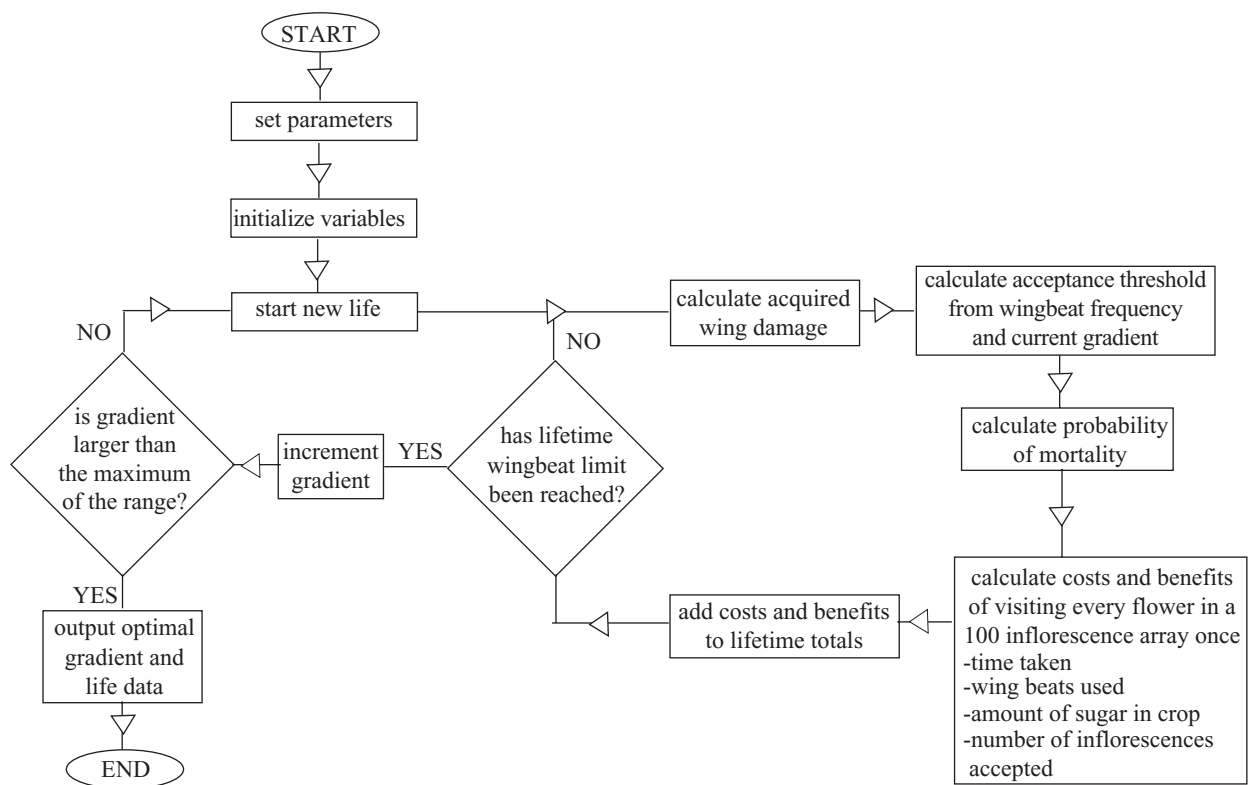 START
set parameters
initialize variables
start new life
calculate acquired
wing damage
calculate acceptance threshold
from wingbeat frequency
and current gradient
calculate probability
of mortality
calculate costs and benefits
of visiting every flower in a
100 inflorescence array once
-time taken
-wing beats used
-amount of sugar in crop
-number of inflorescences
accepted
add costs and benefits
to lifetime totals
has lifetime
wingbeat limit
been reached?
NO
YES
increment
gradient
is gradient
larger than
the maximum
of the range?
NO
YES
output optimal
gradient and
life data
END